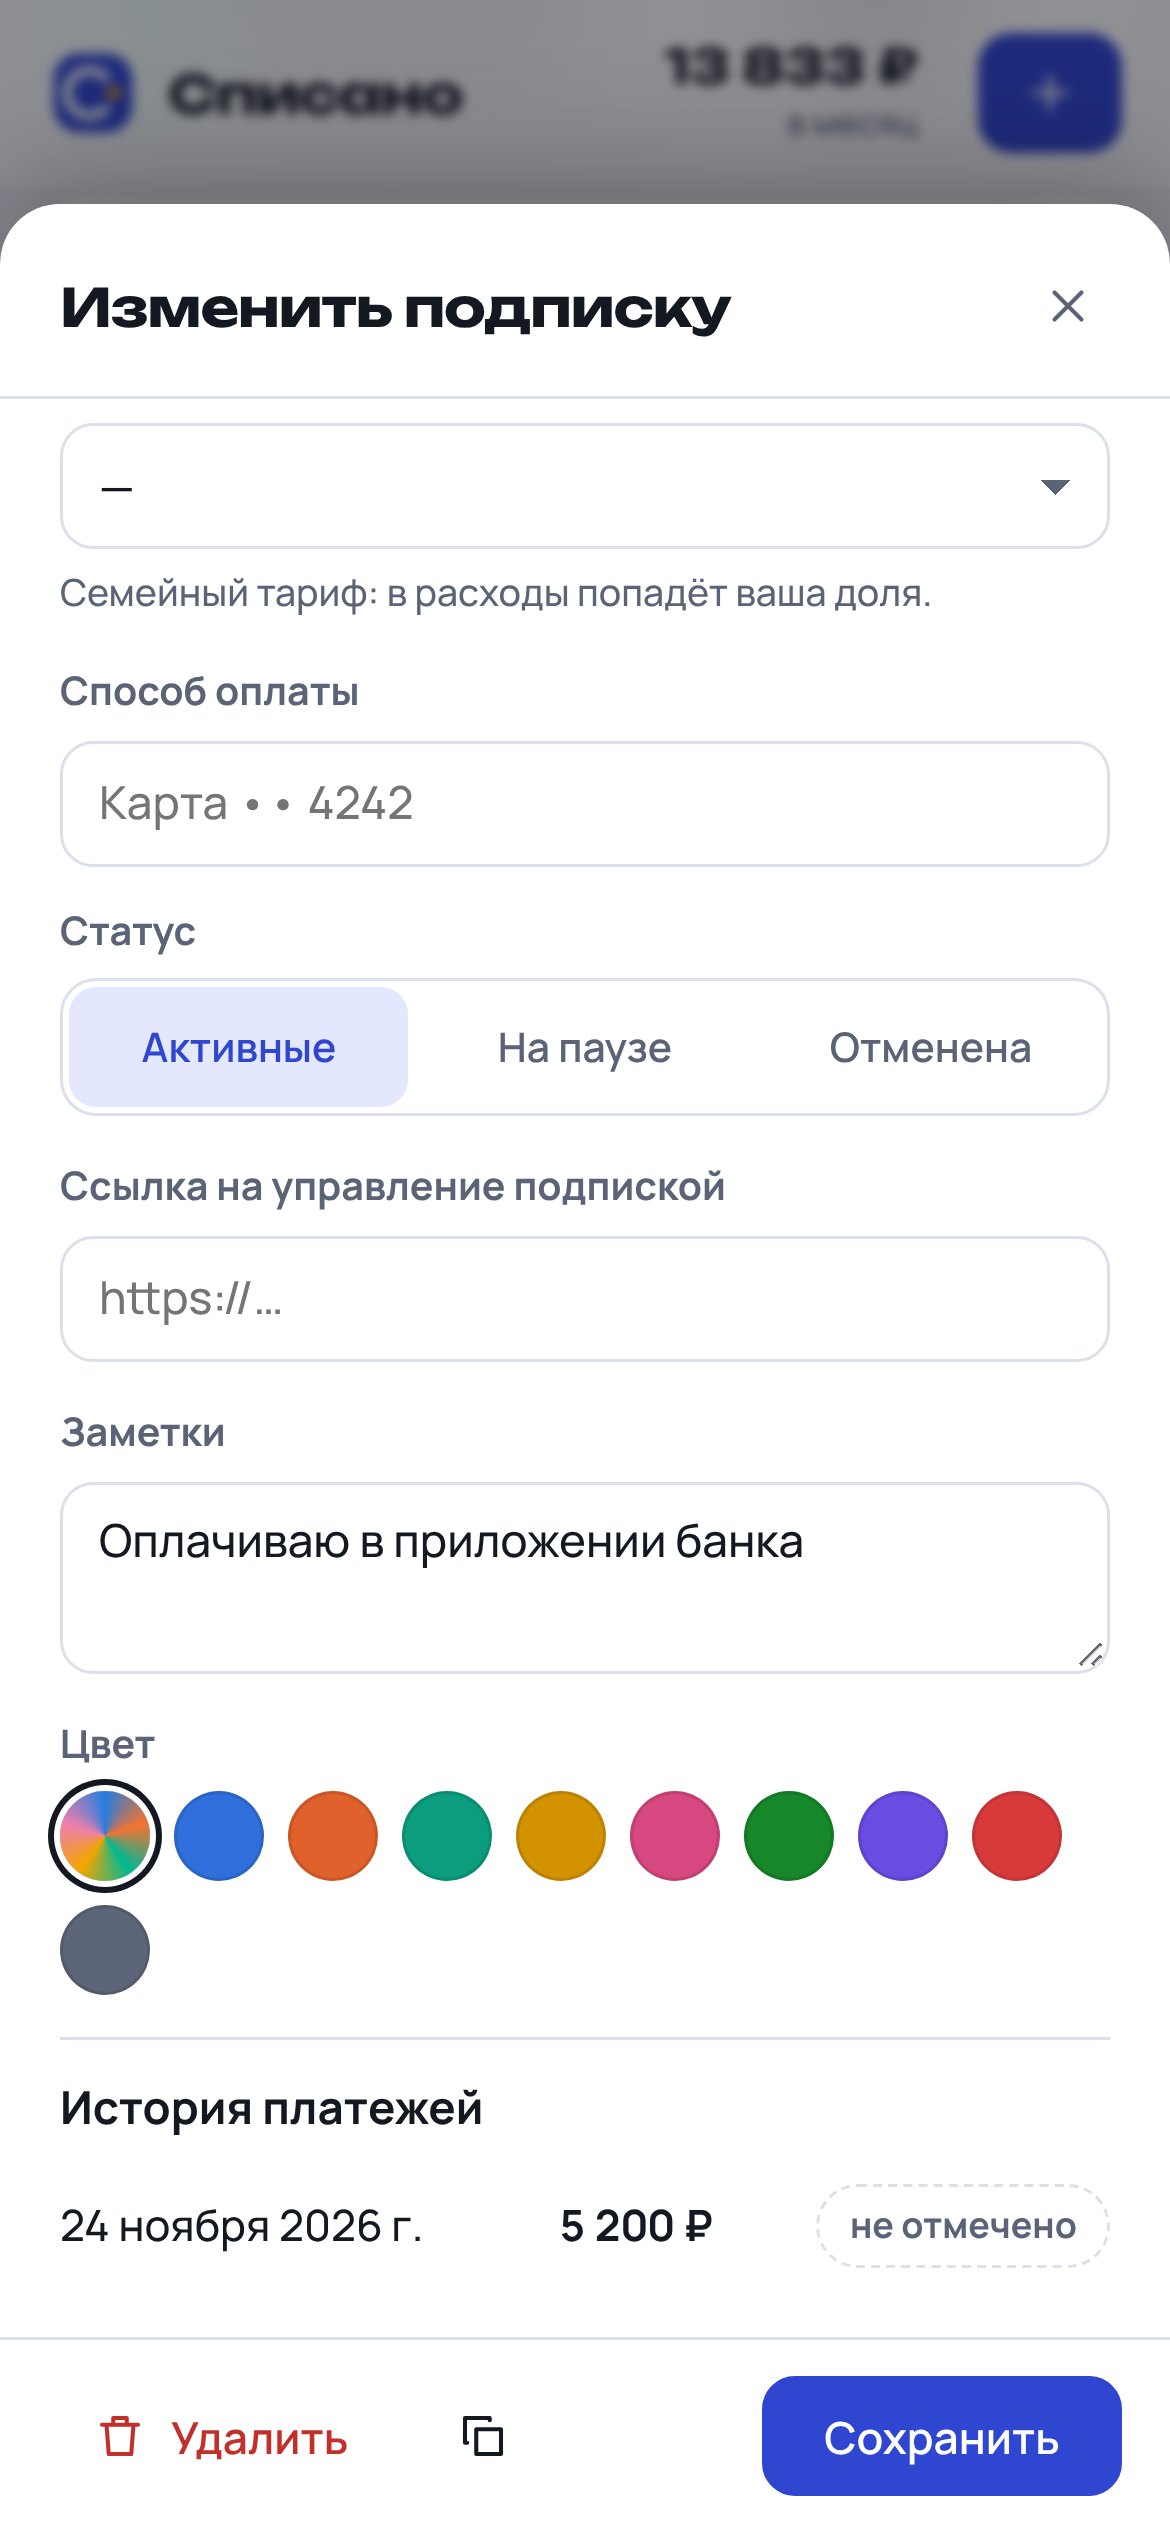 Списано
13 833 ₽
в месяц
Изменить подписку
—
Семейный тариф: в расходы попадёт ваша доля.
Способ оплаты
Карта •• 4242
Статус
Активные На паузе Отменена
Ссылка на управление подпиской
https://…
Заметки
Оплачиваю в приложении банка
Цвет
История платежей
24 ноября 2026 г. 5 200 ₽ не отмечено
Удалить Сохранить